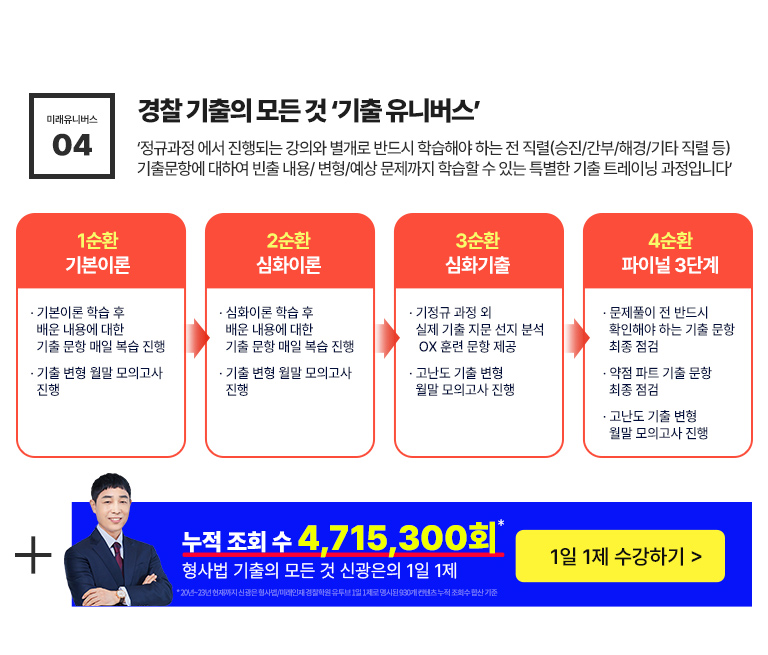 미래유니버스
04
경찰 기출의 모든 것 ‘기출 유니버스’
‘정규과정 에서 진행되는 강의와 별개로 반드시 학습해야 하는 전 직렬(승진/간부/해경/기타 직렬 등)
기출문항에 대하여 빈출 내용/ 변형/예상 문제까지 학습할 수 있는 특별한 기출 트레이닝 과정입니다’
1순환
기본이론
· 기본이론 학습 후
배운 내용에 대한
기출 문항 매일 복습 진행
· 기출 변형 월말 모의고사
진행
2순환
심화이론
· 심화이론 학습 후
배운 내용에 대한
기출 문항 매일 복습 진행
· 기출 변형 월말 모의고사
진행
3순환
심화기출
· 기정규 과정 외
실제 기출 지문 선지 분석
OX 훈련 문항 제공
· 고난도 기출 변형
월말 모의고사 진행
4순환
파이널 3단계
· 문제풀이 전 반드시
확인해야 하는 기출 문항
최종 점검
· 약점 파트 기출 문항
최종 점검
· 고난도 기출 변형
월말 모의고사 진행
+
누적 조회 수 4,715,300회*
형사법 기출의 모든 것 신광은의 1일 1제
* 20년~23년 현재까지 신광은 형사법/미래인재 경찰학원 유투브 1일 1제로 명시된 930개 컨텐츠 누적 조회수 합산 기준
1일 1제 수강하기 >